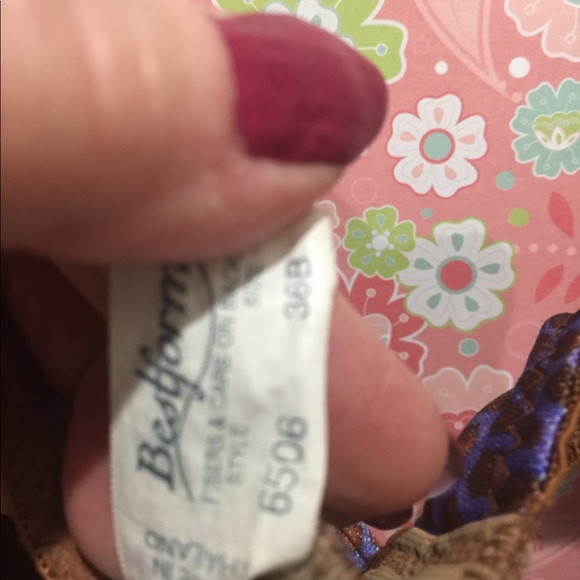 Bestform
FIBERS & CARE ON BACK
STYLE SIZE
6506 36B